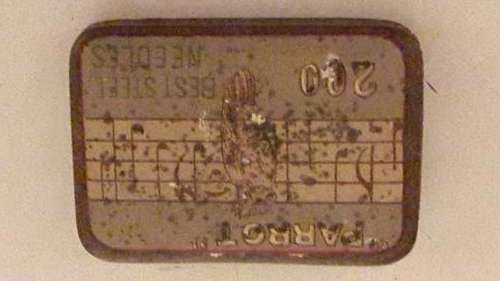 "PARROT"
200
BEST STEEL
NEEDLES